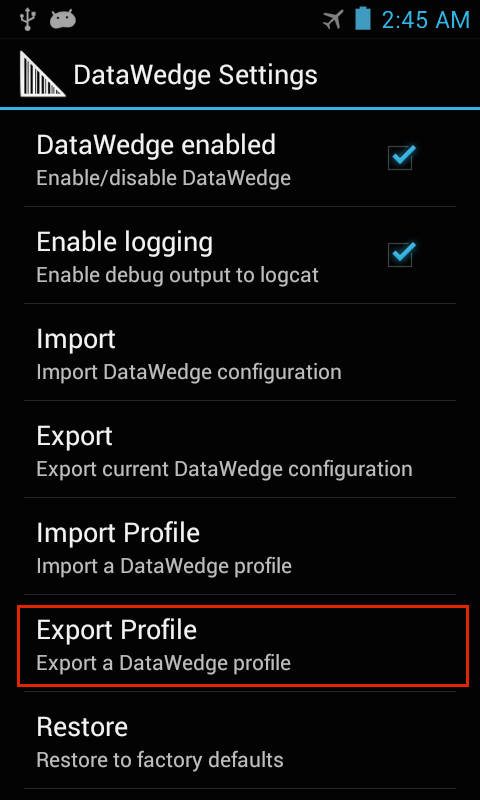 2:45 AM
DataWedge Settings
DataWedge enabled
Enable/disable DataWedge
Enable logging
Enable debug output to logcat
Import
Import DataWedge configuration
Export
Export current DataWedge configuration
Import Profile
Import a DataWedge profile
Export Profile
Export a DataWedge profile
Restore
Restore to factory defaults